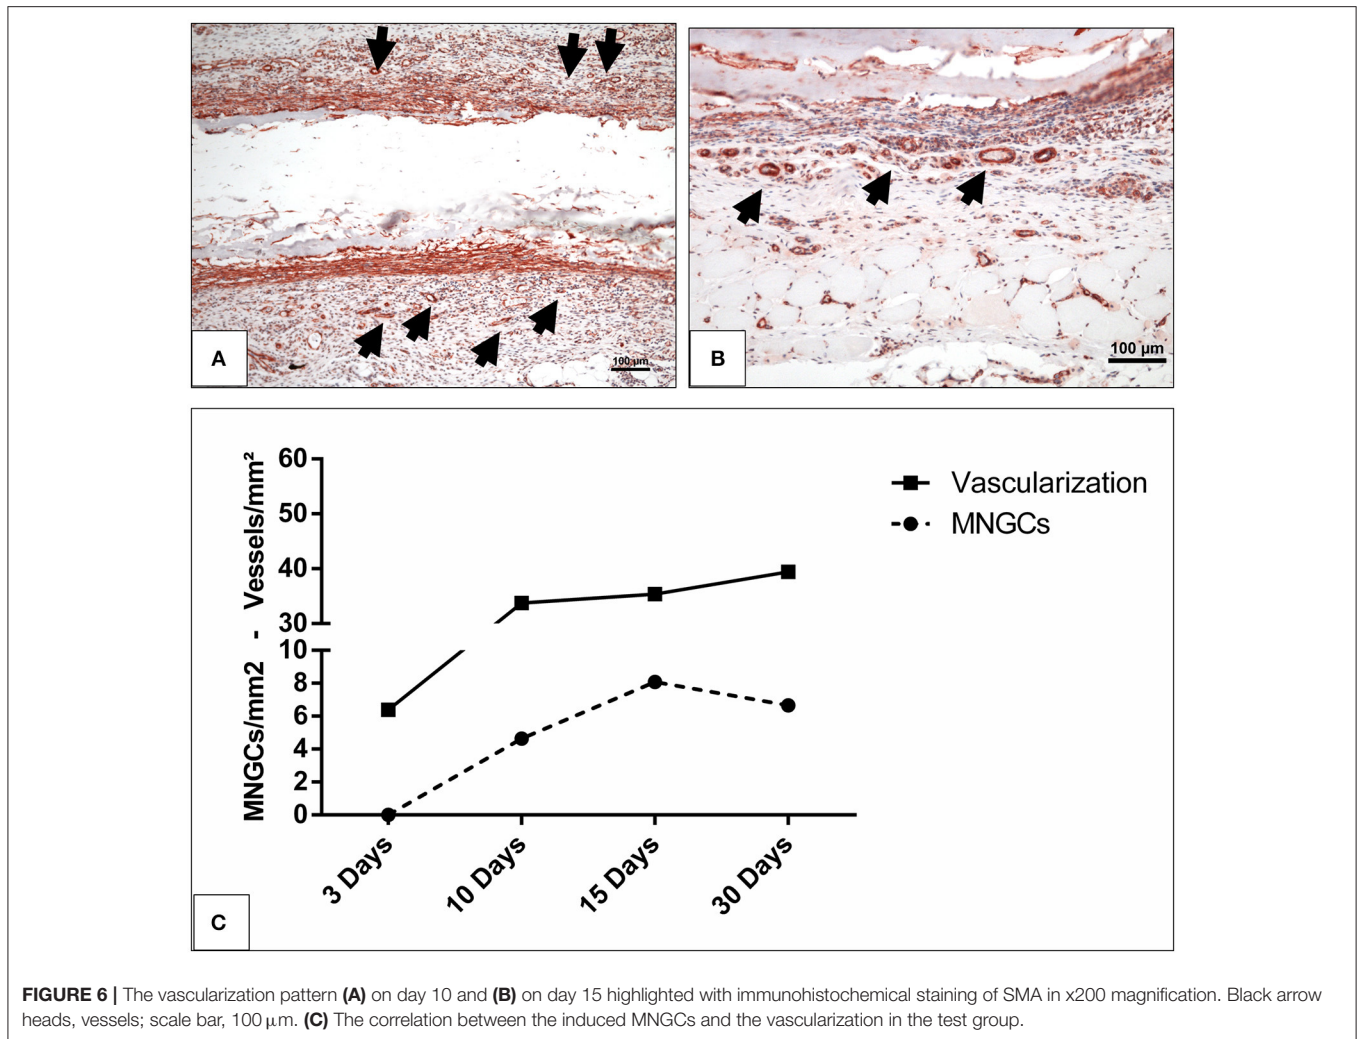 A
100 μm
B
100 μm
60
50
40
30
10
8
6
4
2
0
MNGCs/mm2 - Vessels/mm²
3 Days
10 Days
15 Days
30 Days
Vascularization
MNGCs
C
FIGURE 6 | The vascularization pattern (A) on day 10 and (B) on day 15 highlighted with immunohistochemical staining of SMA in x200 magnification. Black arrow
heads, vessels; scale bar, 100 μm. (C) The correlation between the induced MNGCs and the vascularization in the test group.